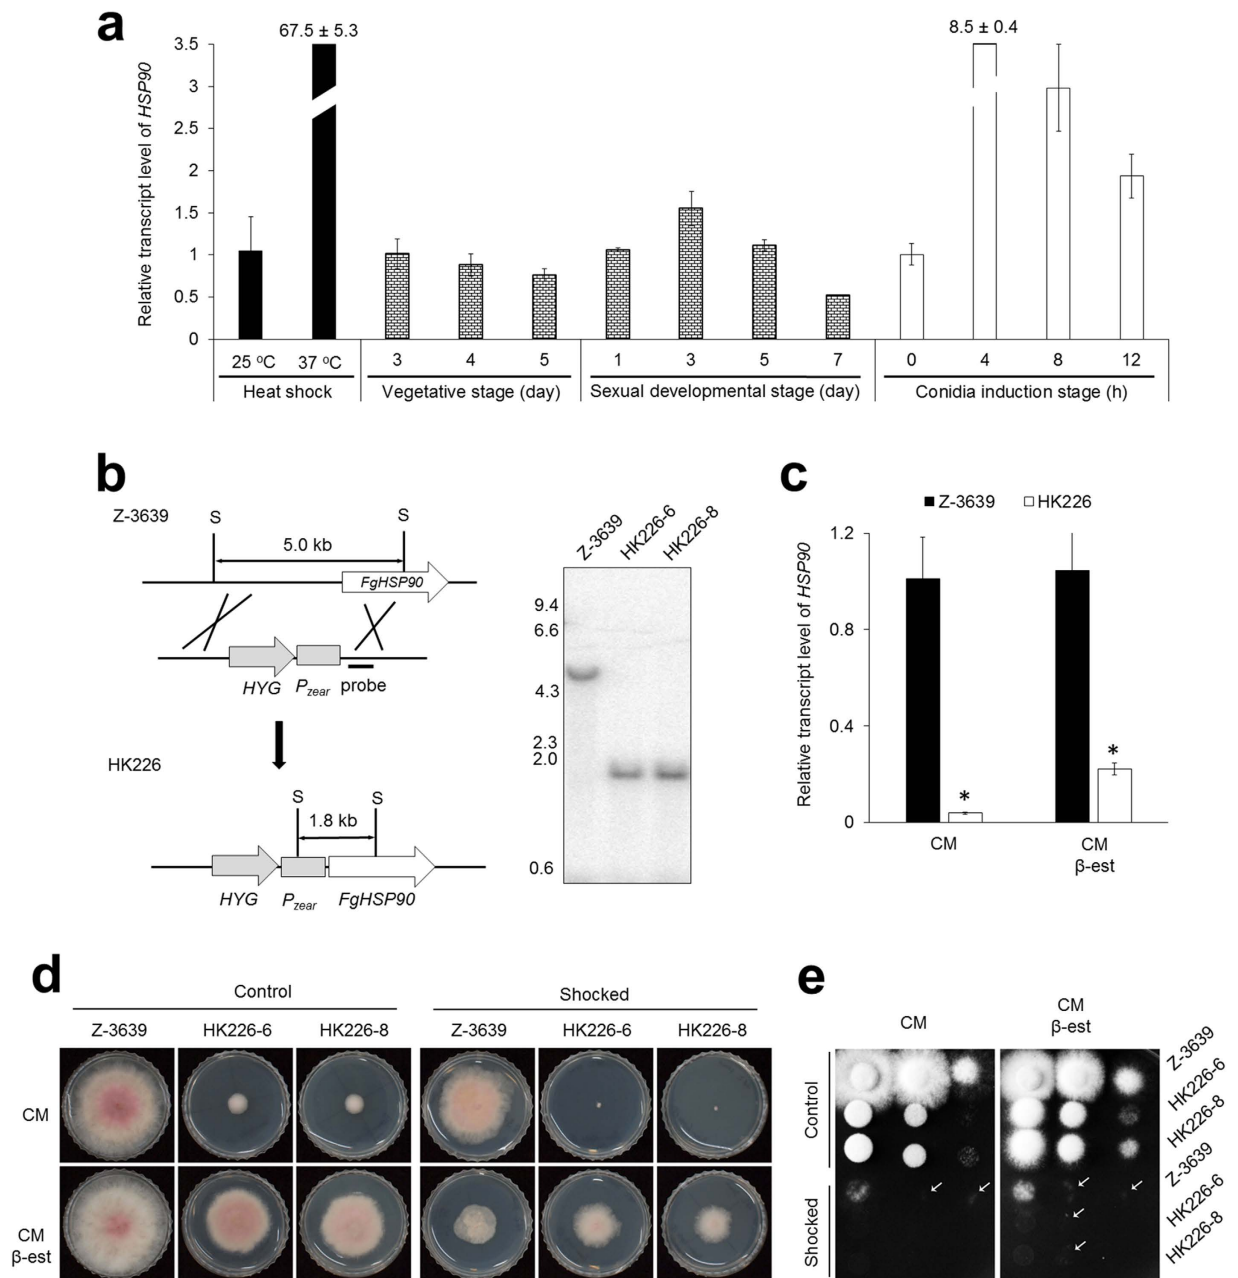 a
67.5 ± 5.3
8.5 ± 0.4
Relative transcript level of HSP90
3.5
3
2.5
2
1.5
1
0.5
0
25 ºC 37 ºC 3 4 5 1 3 5 7 0 4 8 12
Heat shock Vegetative stage (day) Sexual developmental stage (day) Conidia induction stage (h)
b
Z-3639 S S
5.0 kb
FgHSP90
HYG Pzear probe
HK226
S S
1.8 kb
HYG Pzear FgHSP90
Z-3639 HK226-6 HK226-8
9.4
6.6
4.3
2.3
2.0
0.6
c
Z-3639 HK226
Relative transcript level of HSP90
1.2
0.8
0.4
0
* *
CM CM
β-est
d
Control Shocked
Z-3639 HK226-6 HK226-8 Z-3639 HK226-6 HK226-8
CM
CM
β-est
e
CM CM
β-est
Control
Shocked
Z-3639
HK226-6
HK226-8
Z-3639
HK226-6
HK226-8